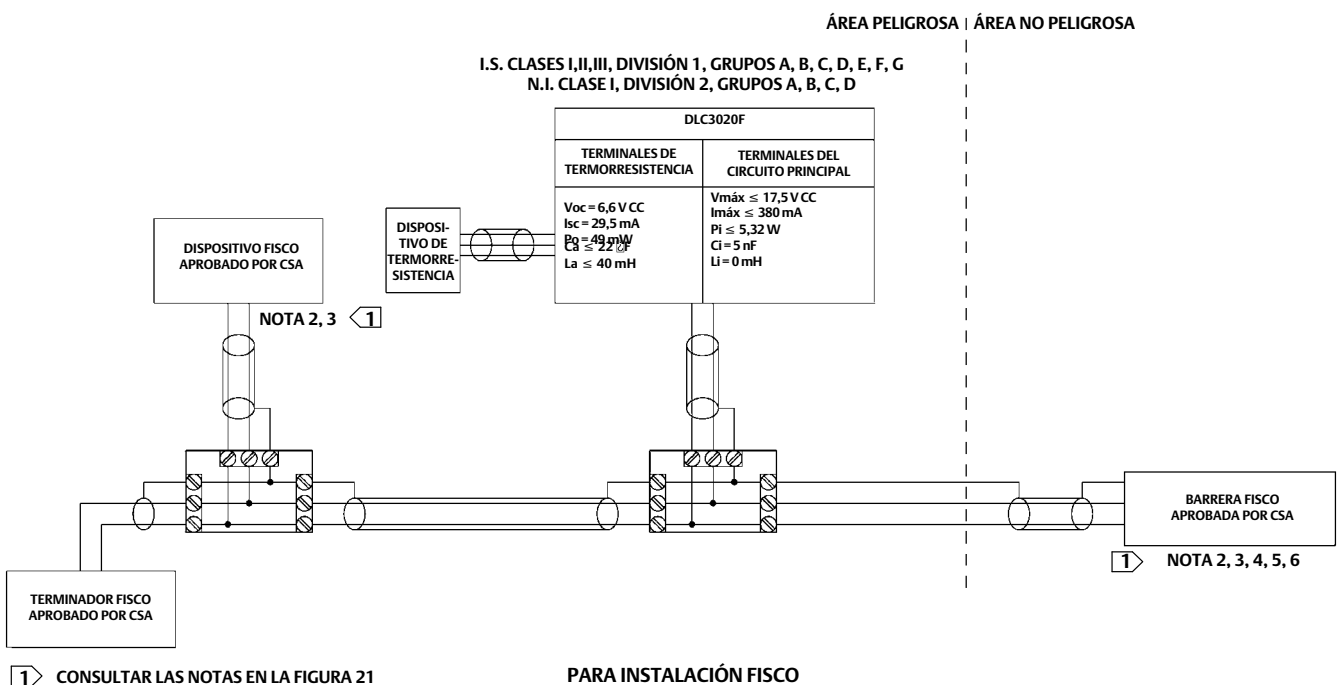 ÁREA PELIGROSA ÁREA NO PELIGROSA
I.S. CLASES I,II,III, DIVISIÓN 1, GRUPOS A, B, C, D, E, F, G
N.I. CLASE I, DIVISIÓN 2, GRUPOS A, B, C, D
DLC3020F
TERMINALES DE
TERMORRESISTENCIA
TERMINALES DEL
CIRCUITO PRINCIPAL
Voc = 6,6 V CC
Isc = 29,5 mA
Po = 49 mW
Ca ≤ 22 F
La ≤ 40 mH
Vmáx ≤ 17,5 V CC
Imáx ≤ 380 mA
Pi ≤ 5,32 W
Ci = 5 nF
Li = 0 mH
DISPOSI-
TIVO DE
TERMORRE-
SISTENCIA
DISPOSITIVO FISCO
APROBADO POR CSA
NOTA 2, 3 1
BARRERA FISCO
APROBADA POR CSA
1 NOTA 2, 3, 4, 5, 6
TERMINADOR FISCO
APROBADO POR CSA
1 CONSULTAR LAS NOTAS EN LA FIGURA 21
PARA INSTALACIÓN FISCO